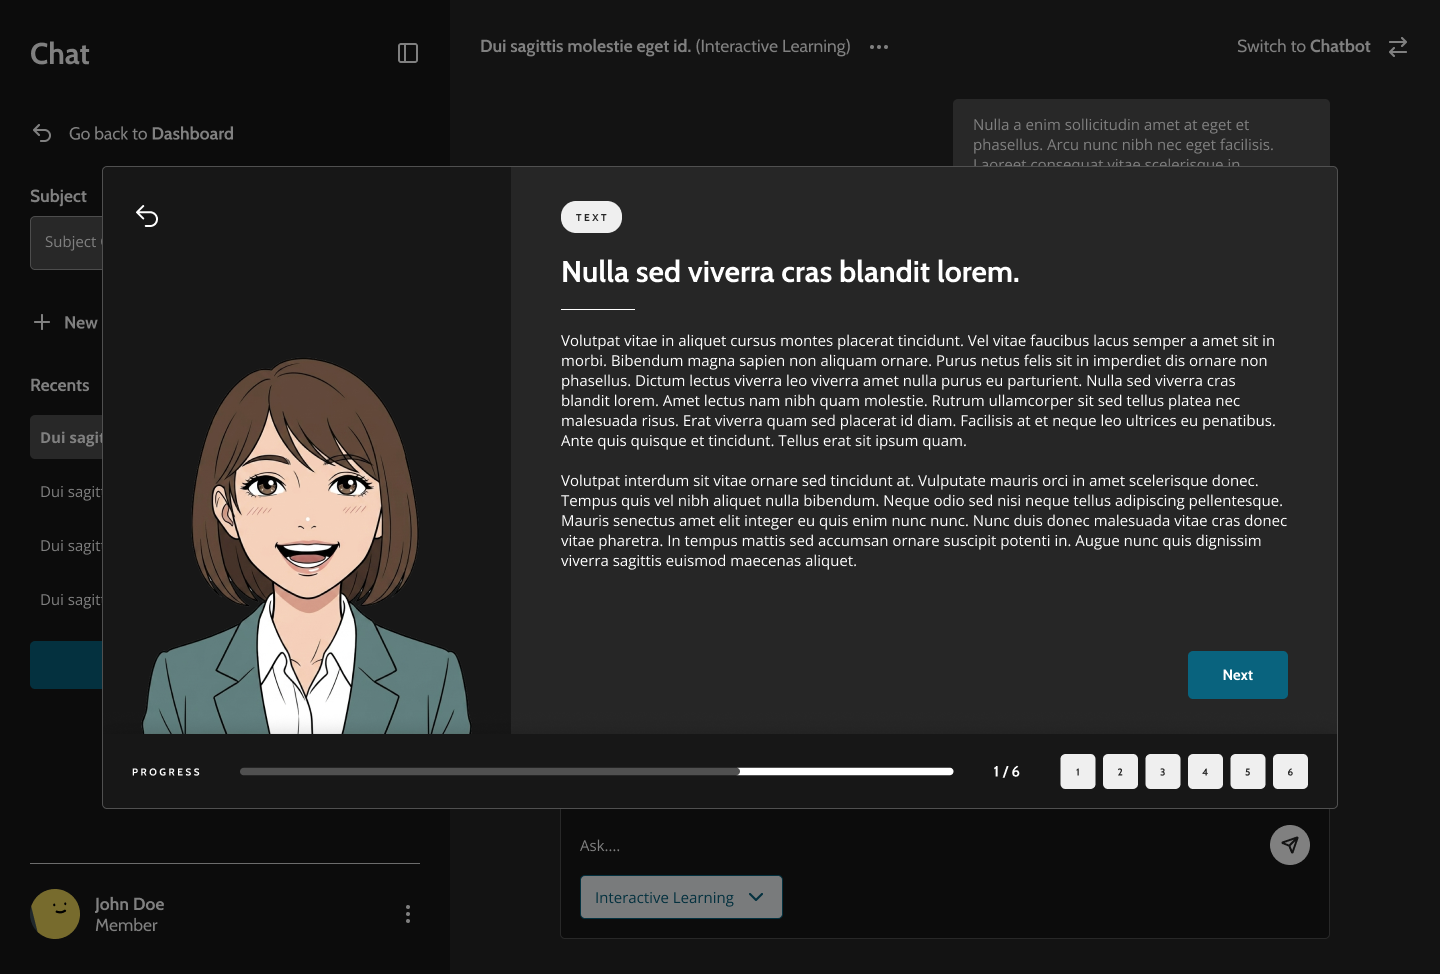 Chat
Go back to Dashboard
Subject
Subject
New
Recents
Dui sagitt
Dui sagitt
Dui sagitt
Dui sagitt
John Doe
Member
Dui sagittis molestie eget id. (Interactive Learning)
Switch to Chatbot
Nulla a enim sollicitudin amet at eget et
phasellus. Arcu nunc nibh nec eget facilisis.
Laoreet consequat vitae scelerisque in
TEXT
Nulla sed viverra cras blandit lorem.
Volutpat vitae in aliquet cursus montes placerat tincidunt. Vel vitae faucibus lacus semper a amet sit in
morbi. Bibendum magna sapien non aliquam ornare. Purus netus felis sit in imperdiet dis ornare non
phasellus. Dictum lectus viverra leo viverra amet nulla purus eu parturient. Nulla sed viverra cras
blandit lorem. Amet lectus nam nibh quam molestie. Rutrum ullamcorper sit sed tellus platea nec
malesuada risus. Erat viverra quam sed placerat id diam. Facilisis at et neque leo ultrices eu penatibus.
Ante quis quisque et tincidunt. Tellus erat sit ipsum quam.
Volutpat interdum sit vitae ornare sed tincidunt at. Vulputate mauris orci in amet scelerisque donec.
Tempus quis vel nibh aliquet nulla bibendum. Neque odio sed nisi neque tellus adipiscing pellentesque.
Mauris senectus amet elit integer eu quis enim nunc nunc. Nunc duis donec malesuada vitae cras donec
vitae pharetra. In tempus mattis sed accumsan ornare suscipit potenti in. Augue nunc quis dignissim
viverra sagittis euismod maecenas aliquet.
Next
PROGRESS
1 / 6
1 2 3 4 5 6
Ask....
Interactive Learning